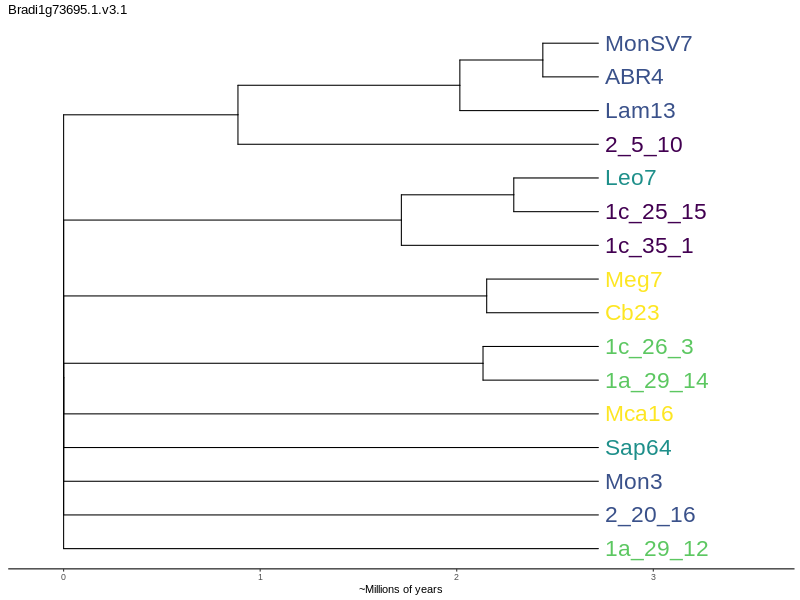 Bradi1g73695.1.v3.1
MonSV7
ABR4
Lam13
2_5_10
Leo7
1c_25_15
1c_35_1
Meg7
Cb23
1c_26_3
1a_29_14
Mca16
Sap64
Mon3
2_20_16
1a_29_12
0 1 2 3
~Millions of years